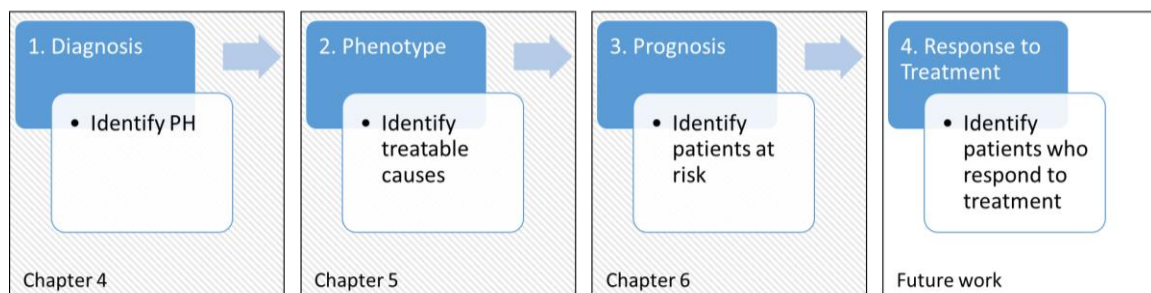 1. Diagnosis
• Identify PH
Chapter 4
2. Phenotype
• Identify
treatable
causes
Chapter 5
3. Prognosis
• Identify
patients at
risk
Chapter 6
4. Response to
Treatment
• Identify
patients who
respond to
treatment
Future work